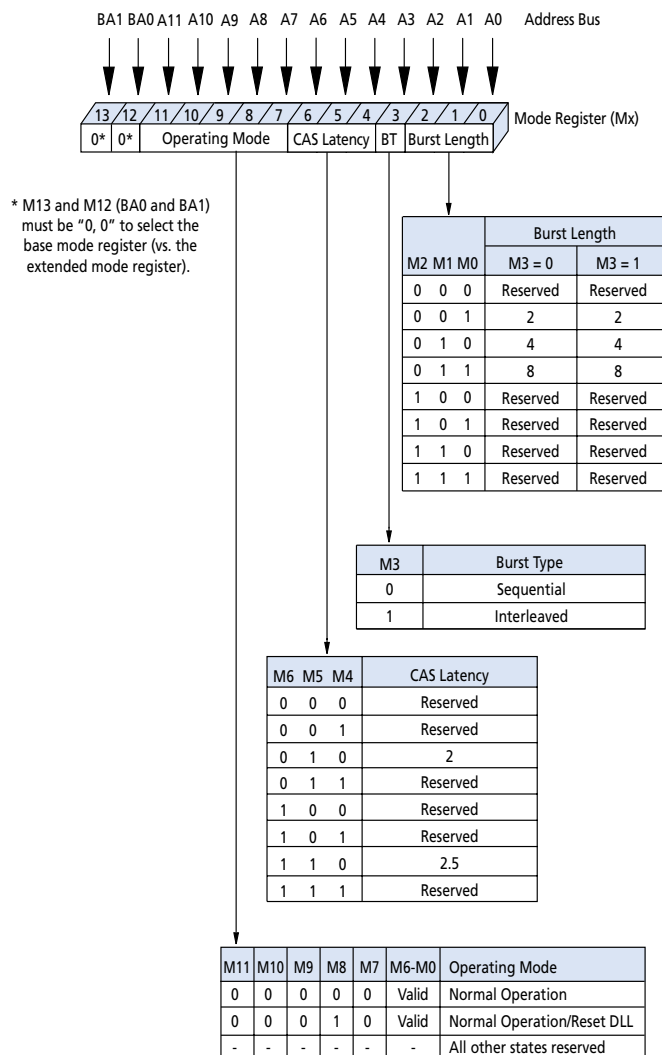 BA1 BA0 A11 A10 A9 A8 A7 A6 A5 A4 A3 A2 A1 A0 Address Bus
13 12 11 10 9 8 7 6 5 4 3 2 1 0 Mode Register (Mx)
0* 0* Operating Mode CAS Latency BT Burst Length
* M13 and M12 (BA0 and BA1)
must be “0, 0” to select the
base mode register (vs. the
extended mode register).
Burst Length
M2 M1 M0 M3 = 0 M3 = 1
0 0 0 Reserved Reserved
0 0 1 2 2
0 1 0 4 4
0 1 1 8 8
1 0 0 Reserved Reserved
1 0 1 Reserved Reserved
1 1 0 Reserved Reserved
1 1 1 Reserved Reserved
M3 Burst Type
0 Sequential
1 Interleaved
M6 M5 M4 CAS Latency
0 0 0 Reserved
0 0 1 Reserved
0 1 0 2
0 1 1 Reserved
1 0 0 Reserved
1 0 1 Reserved
1 1 0 2.5
1 1 1 Reserved
M11 M10 M9 M8 M7 M6-M0 Operating Mode
0 0 0 0 0 Valid Normal Operation
0 0 0 1 0 Valid Normal Operation/Reset DLL
- - - - - - All other states reserved